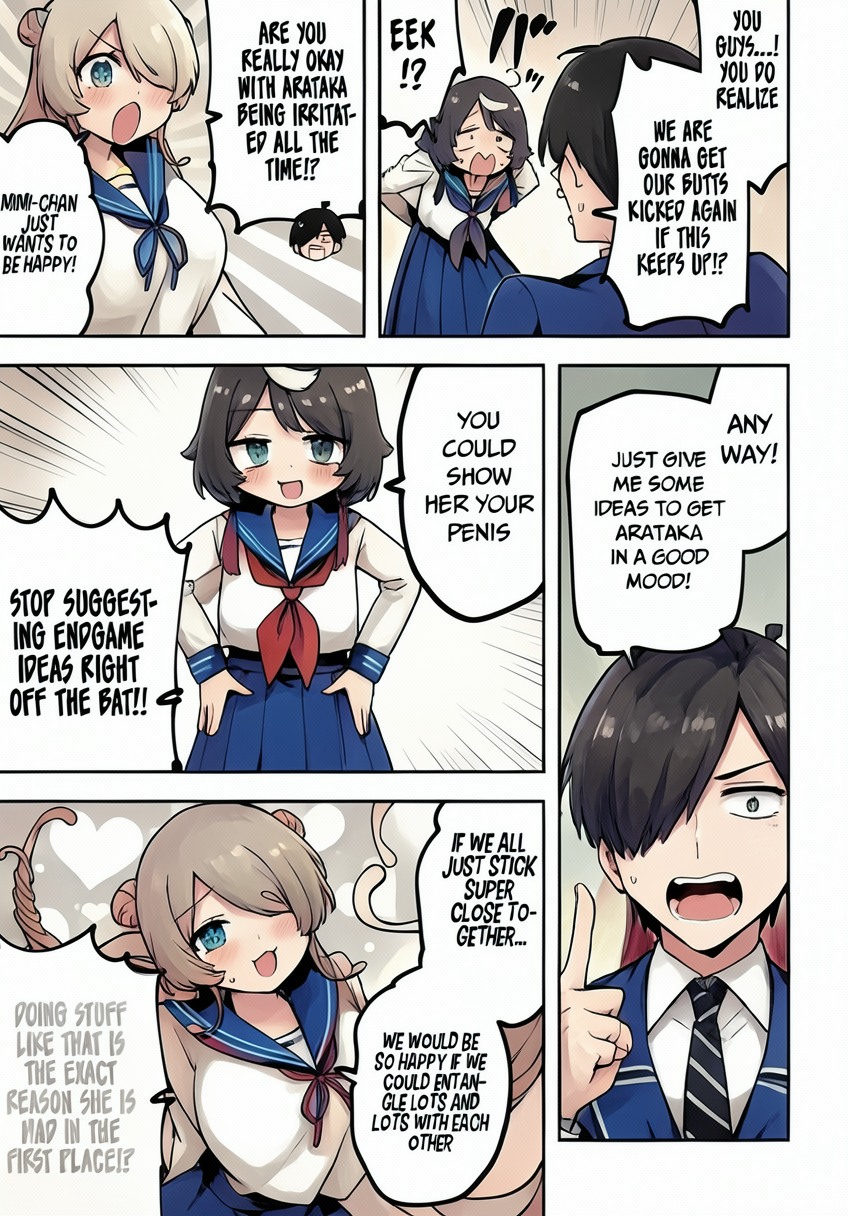 YOU
GUYS...!
YOU DO
REALIZE
WE ARE
GONNA GET
OUR BUTTS
KICKED AGAIN
IF THIS
KEEPS UP!?
EEK
!?
ARE YOU
REALLY OKAY
WITH ARATAKA
BEING IRRITAT-
ED ALL THE
TIME!?
MIMI-CHAN
JUST
WANTS TO
BE HAPPY!
ANY
WAY!
JUST GIVE
ME SOME
IDEAS TO GET
ARATAKA
IN A GOOD
MOOD!
YOU
COULD
SHOW
HER YOUR
PENIS
STOP SUGGEST-
ING ENDGAME
IDEAS RIGHT
OFF THE BAT!!
IF WE ALL
JUST STICK
SUPER
CLOSE TO-
GETHER...
WE WOULD BE
SO HAPPY IF WE
COULD ENTAN-
GLE LOTS AND
LOTS WITH EACH
OTHER
DOING STUFF
LIKE THAT IS
THE EXACT
REASON SHE IS
MAD IN THE
FIRST PLACE!?